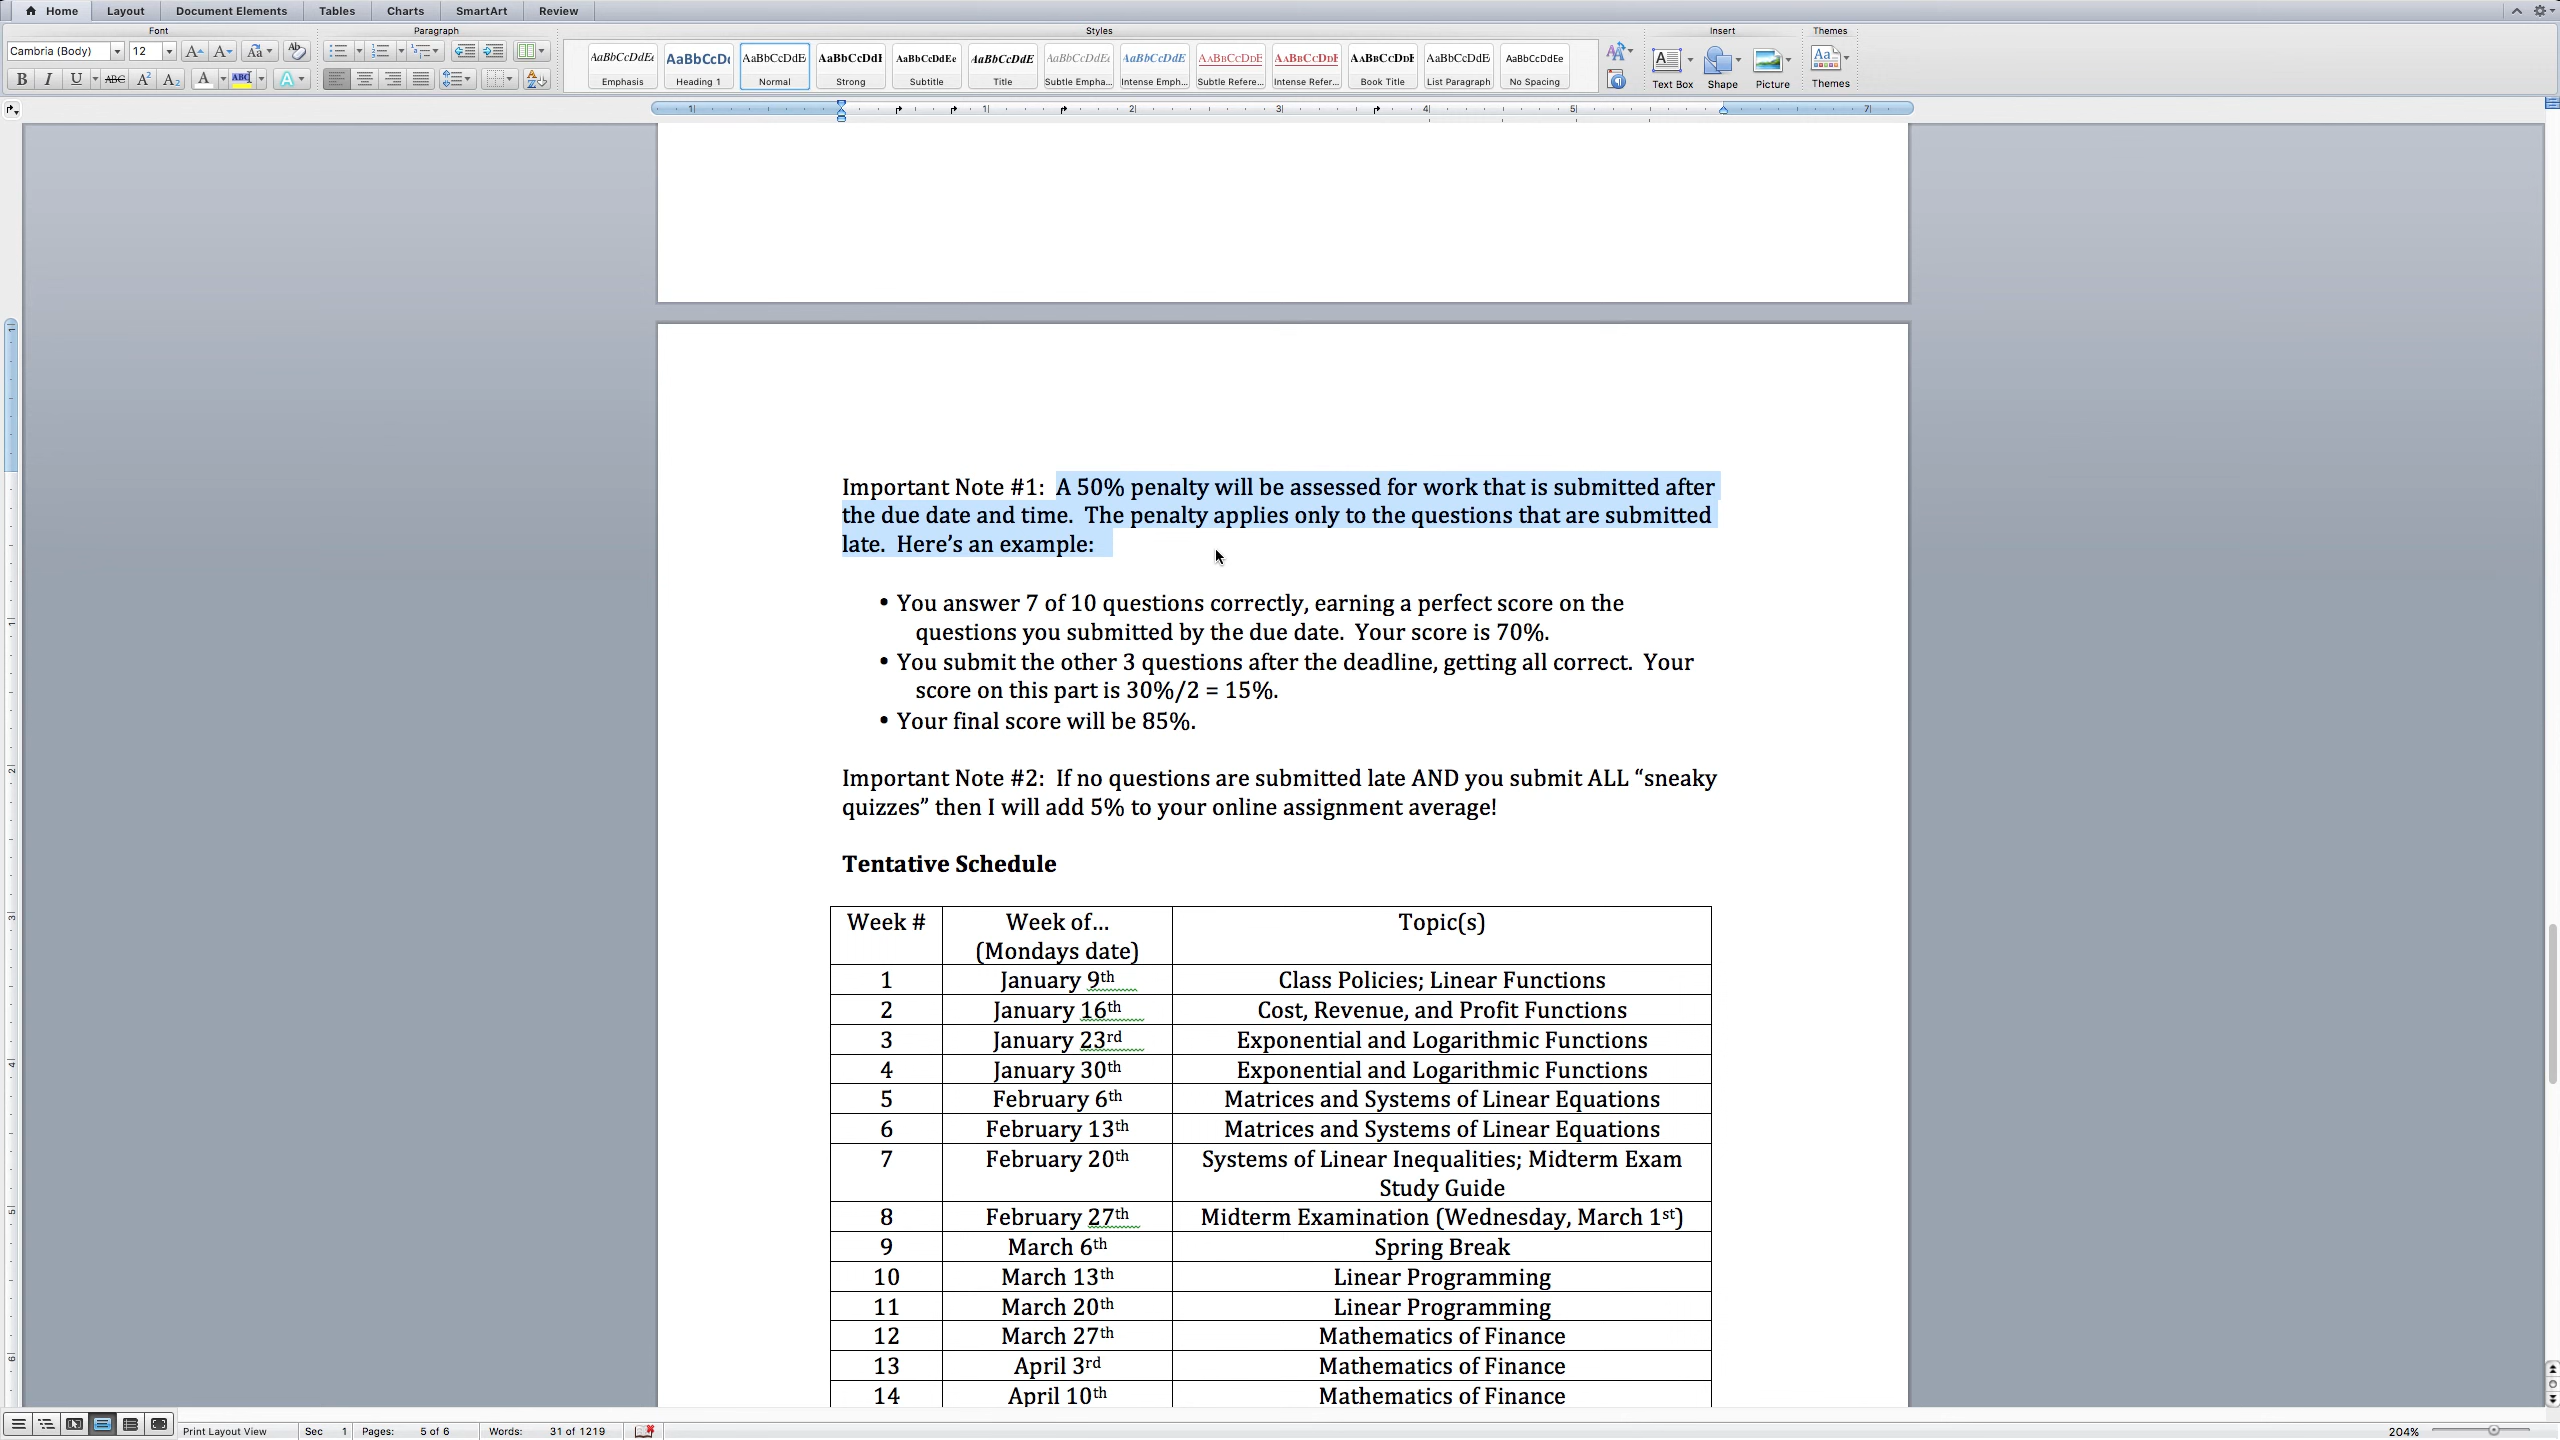 Home Layout Document Elements Tables Charts SmartArt Review
Font Paragraph Styles Insert Themes
Cambria (Body) 12
AaBbCcDdEe AaBbCcDc AaBbCcDdE AaBbCcDdE AaBbCcDdEe AaBbCcDdE AaBbCcDdEe AaBbCcDdE AaBbCcDdE AaBbCcDdE AaBbCcDdE AaBbCcDdE AaBbCcDdEe
Emphasis Heading 1 Normal Strong Subtitle Title Subtle Empha... Intense Emph... Subtle Refere... Intense Refer... Book Title List Paragraph No Spacing
Text Box Shape Picture Themes
Important Note #1:  A 50% penalty will be assessed for work that is submitted after
the due date and time.  The penalty applies only to the questions that are submitted
late.  Here’s an example:
• You answer 7 of 10 questions correctly, earning a perfect score on the
questions you submitted by the due date.  Your score is 70%.
• You submit the other 3 questions after the deadline, getting all correct.  Your
score on this part is 30%/2 = 15%.
• Your final score will be 85%.
Important Note #2:  If no questions are submitted late AND you submit ALL “sneaky
quizzes” then I will add 5% to your online assignment average!
Tentative Schedule
Week # Week of… Topic(s)
(Mondays date)
1 January 9th Class Policies; Linear Functions
2 January 16th Cost, Revenue, and Profit Functions
3 January 23rd Exponential and Logarithmic Functions
4 January 30th Exponential and Logarithmic Functions
5 February 6th Matrices and Systems of Linear Equations
6 February 13th Matrices and Systems of Linear Equations
7 February 20th Systems of Linear Inequalities; Midterm Exam
Study Guide
8 February 27th Midterm Examination (Wednesday, March 1st)
9 March 6th Spring Break
10 March 13th Linear Programming
11 March 20th Linear Programming
12 March 27th Mathematics of Finance
13 April 3rd Mathematics of Finance
14 April 10th Mathematics of Finance
Print Layout View Sec 1 Pages: 5 of 6 Words: 31 of 1219 204%